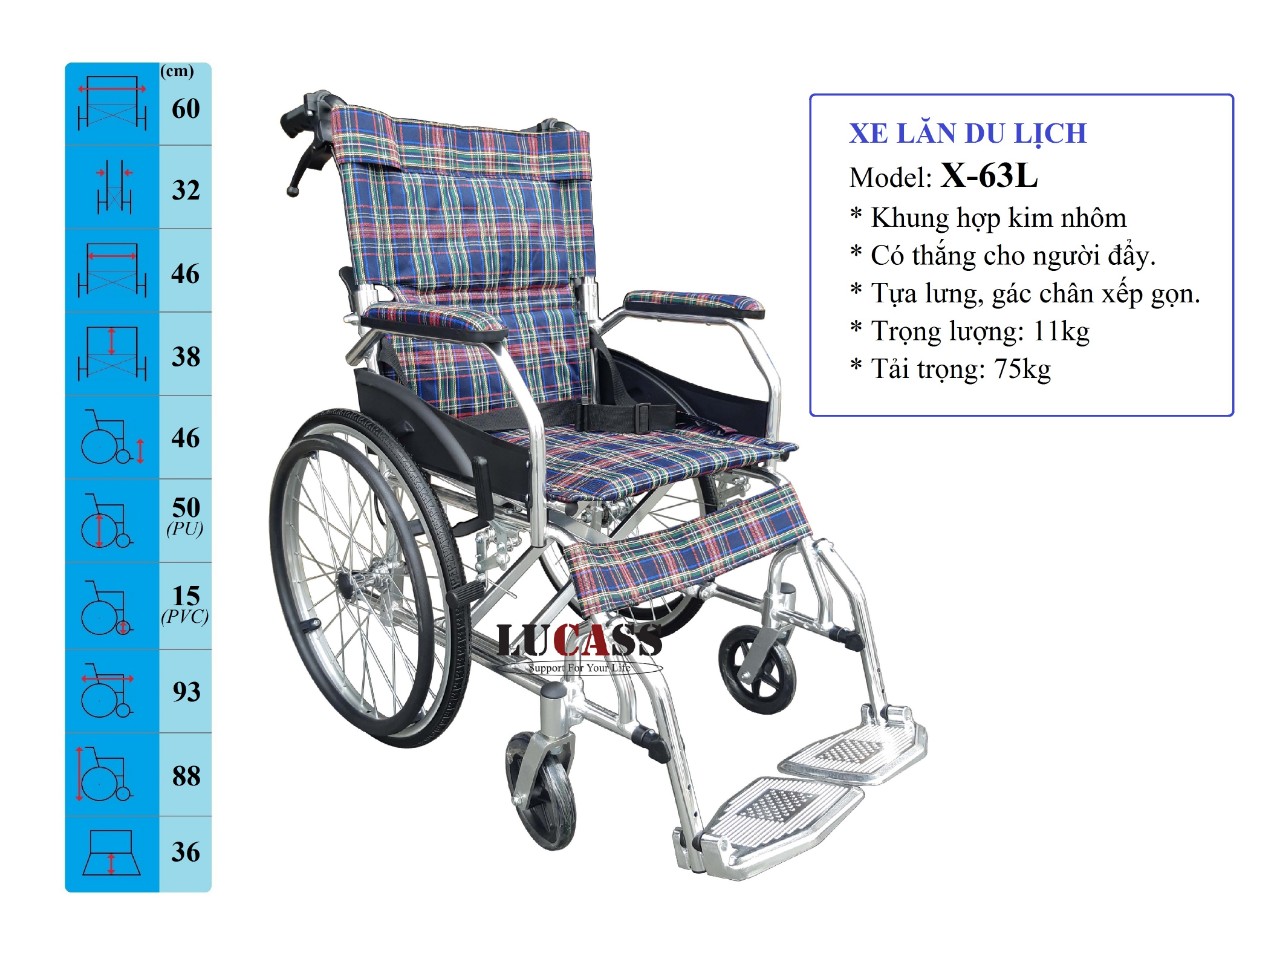 (cm)
60
32
46
38
46
50
(PU)
15
(PVC)
93
88
36
XE LĂN DU LỊCH
Model: X-63L
* Khung hợp kim nhôm
* Có thắng cho người đẩy.
* Tựa lưng, gác chân xếp gọn.
* Trọng lượng: 11kg
* Tải trọng: 75kg
LUCASS
Support For Your Life